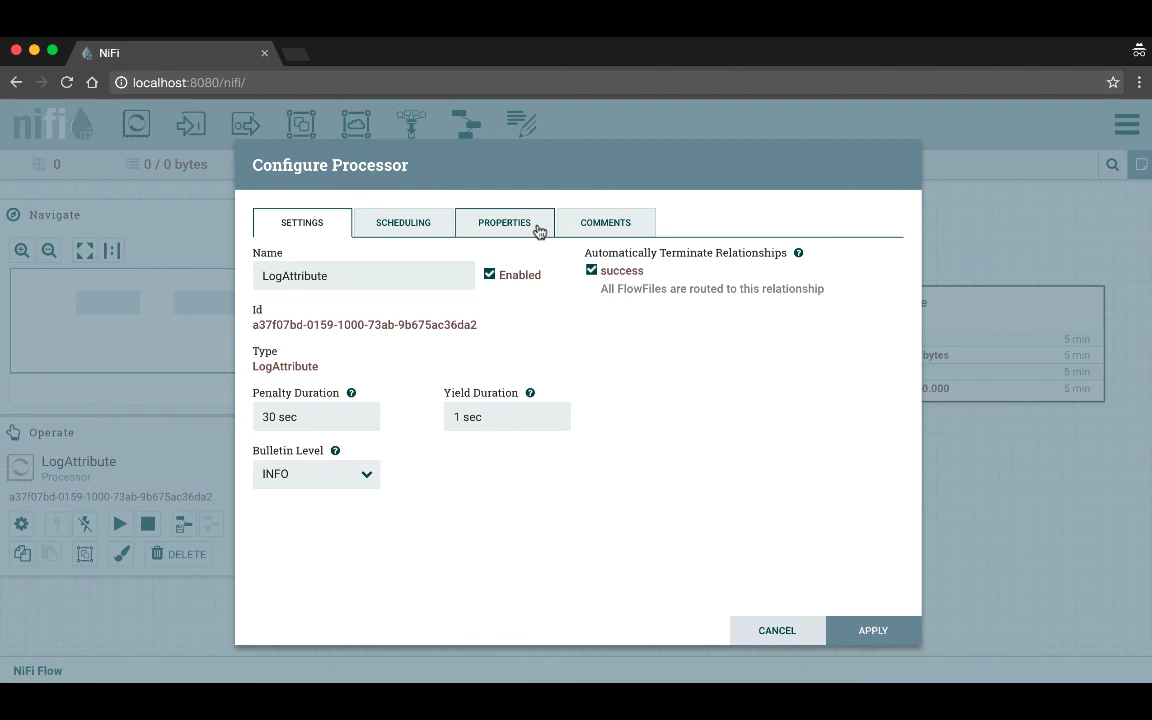 NiFi
localhost:8080/nifi/
nifi
0
0 / 0 bytes
Navigate
Operate
LogAttribute
Processor
a37f07bd-0159-1000-73ab-9b675ac36da2
DELETE
Configure Processor
SETTINGS SCHEDULING PROPERTIES COMMENTS
Name
LogAttribute
Enabled
Id
a37f07bd-0159-1000-73ab-9b675ac36da2
Type
LogAttribute
Penalty Duration
Yield Duration
30 sec
1 sec
Bulletin Level
INFO
Automatically Terminate Relationships
success
All FlowFiles are routed to this relationship
CANCEL
APPLY
5 min
bytes 5 min
5 min
0.000 5 min
NiFi Flow